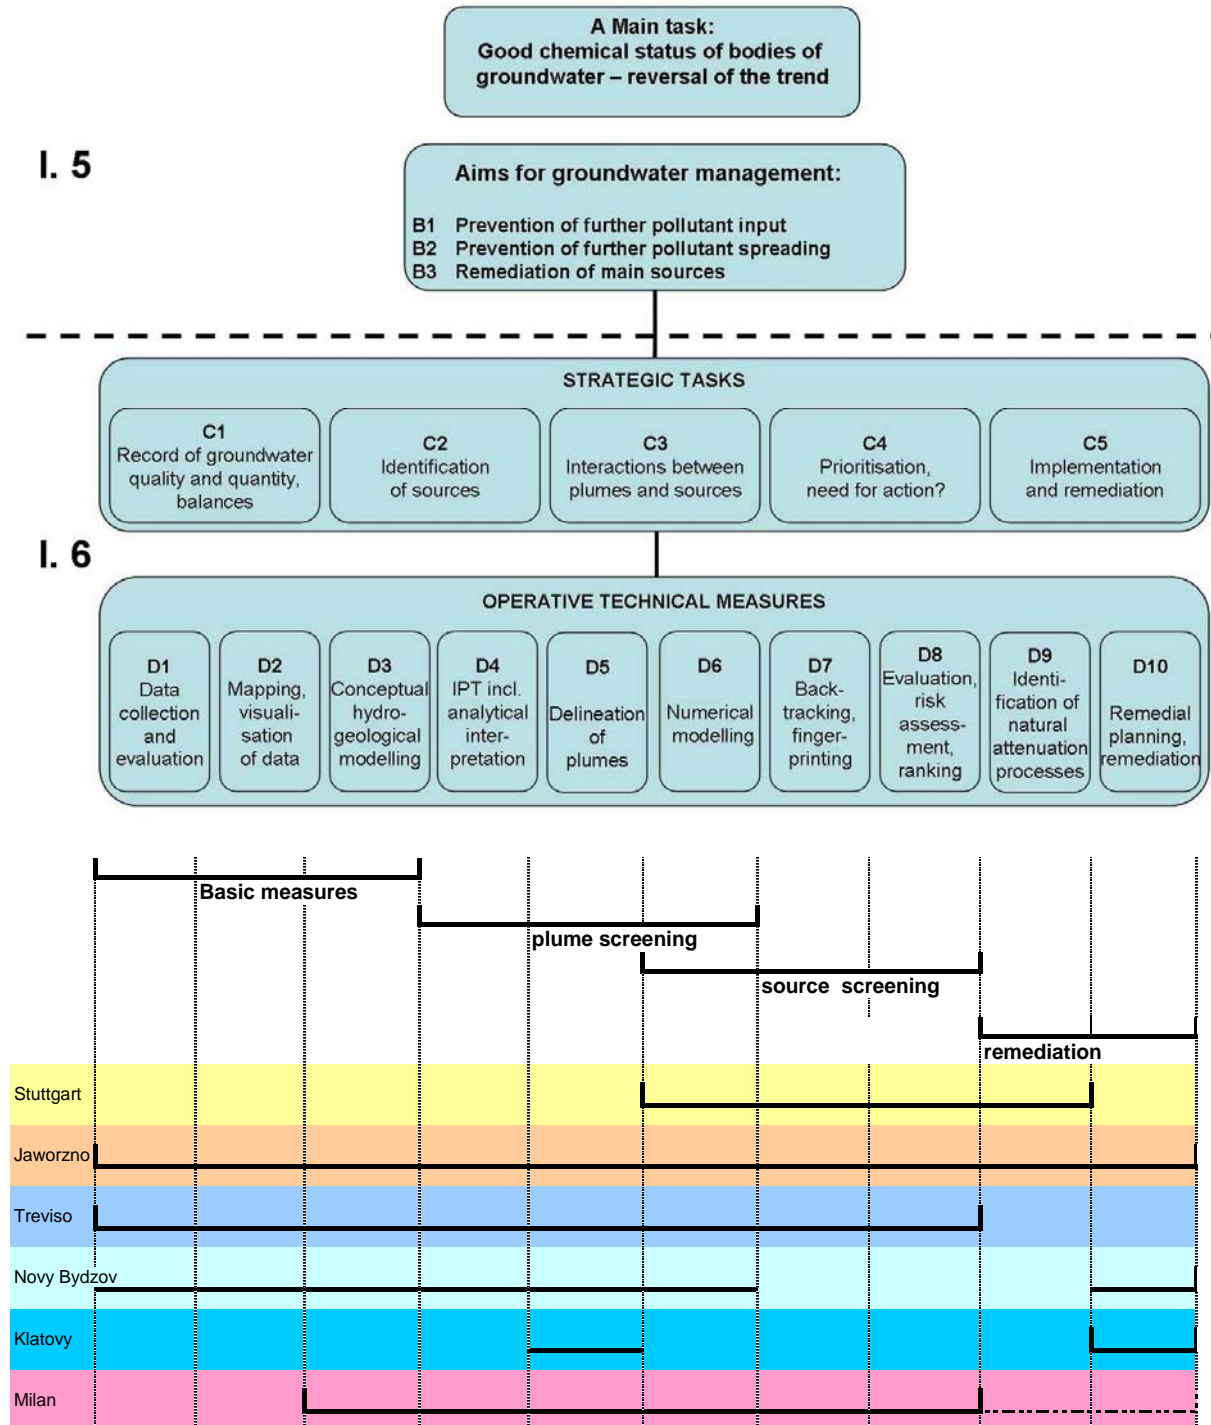 A Main task:
Good chemical status of bodies of
groundwater – reversal of the trend
I. 5
Aims for groundwater management:
B1 Prevention of further pollutant input
B2 Prevention of further pollutant spreading
B3 Remediation of main sources
STRATEGIC TASKS
C1
Record of groundwater
quality and quantity,
balances
C2
Identification
of sources
C3
Interactions between
plumes and sources
C4
Prioritisation,
need for action?
C5
Implementation
and remediation
I. 6
OPERATIVE TECHNICAL MEASURES
D1
Data
collection
and
evaluation
D2
Mapping,
visuali-
sation
of data
D3
Conceptual
hydro-
geological
modelling
D4
IPT incl.
analytical
inter-
pretation
D5
Delineation
of
plumes
D6
Numerical
modelling
D7
Back-
tracking,
finger-
printing
D8
Evaluation,
risk
assess-
ment,
ranking
D9
Identi-
fication of
natural
attenuation
processes
D10
Remedial
planning,
remediation
Basic measures
plume screening
source screening
remediation
Stuttgart
Jaworzno
Treviso
Novy Bydzov
Klatovy
Milan